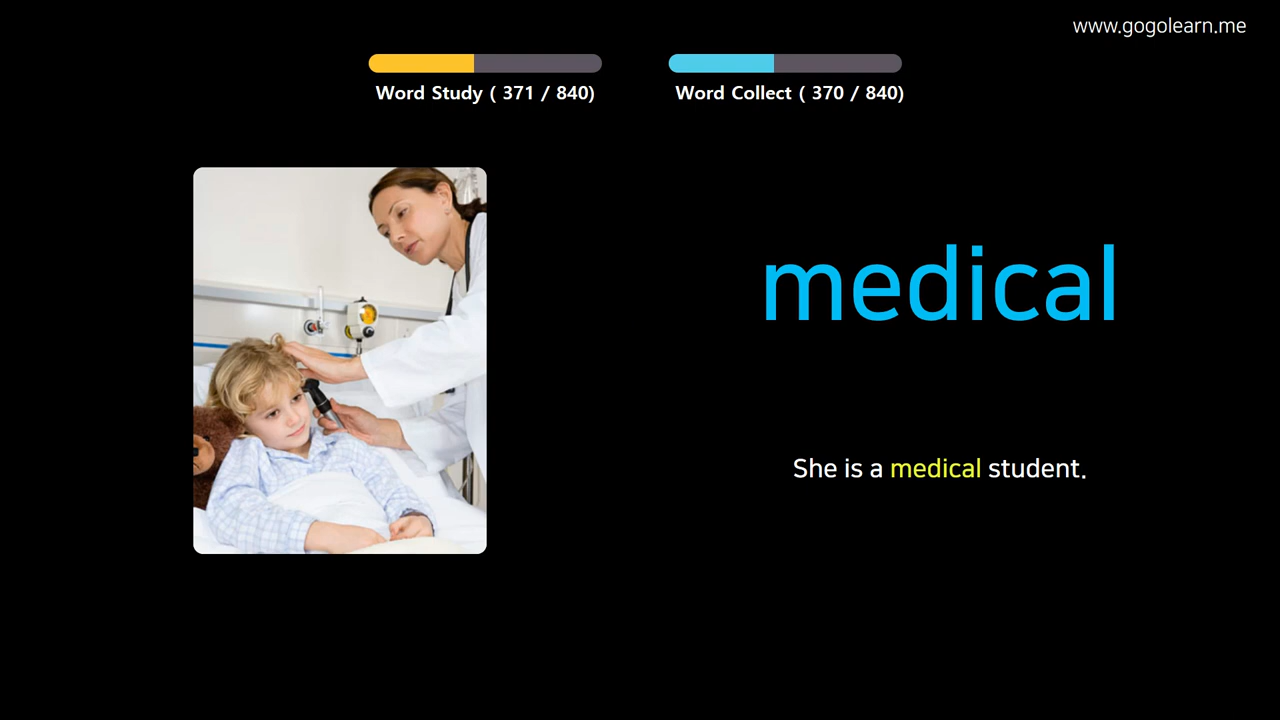 www.gogolearn.me
Word Study ( 371 / 840)
Word Collect ( 370 / 840)
medical
She is a medical student.